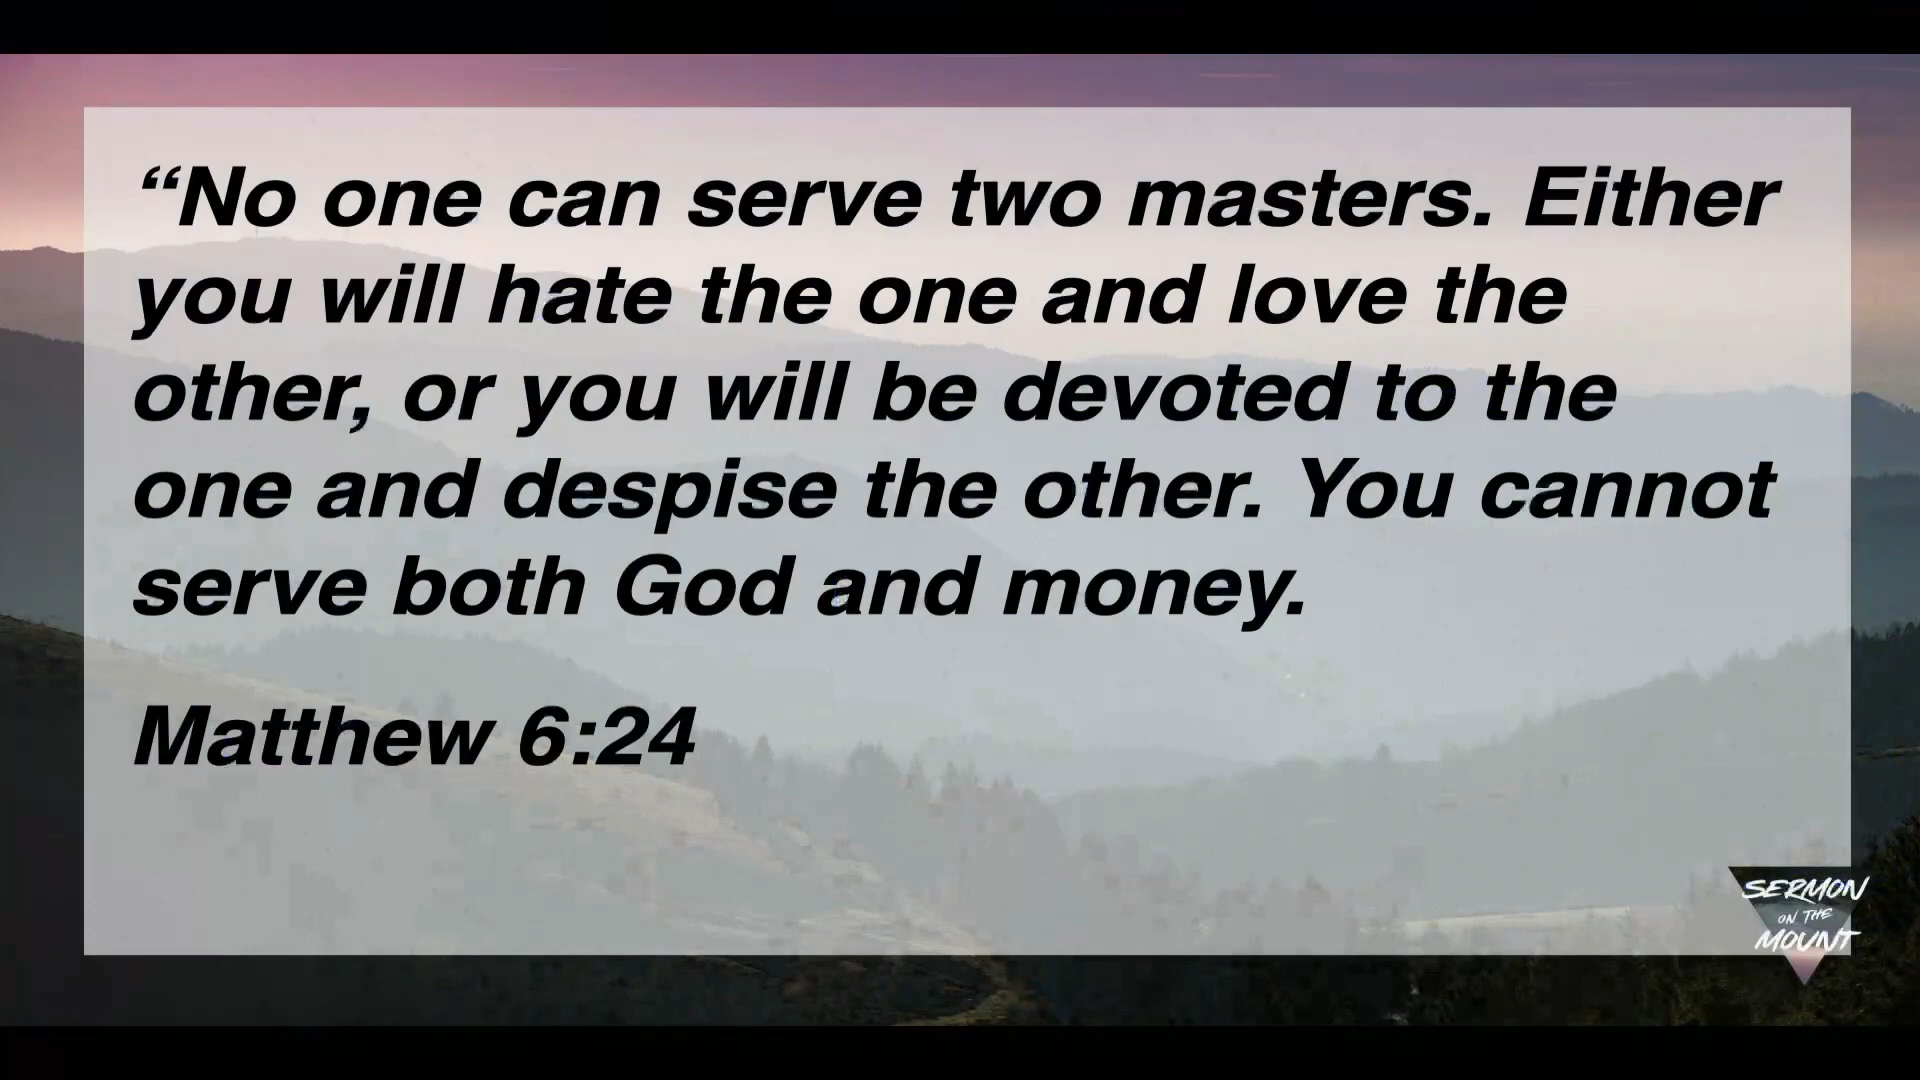 “No one can serve two masters. Either
you will hate the one and love the
other, or you will be devoted to the
one and despise the other. You cannot
serve both God and money.
Matthew 6:24
SERMON
ON THE
MOUNT